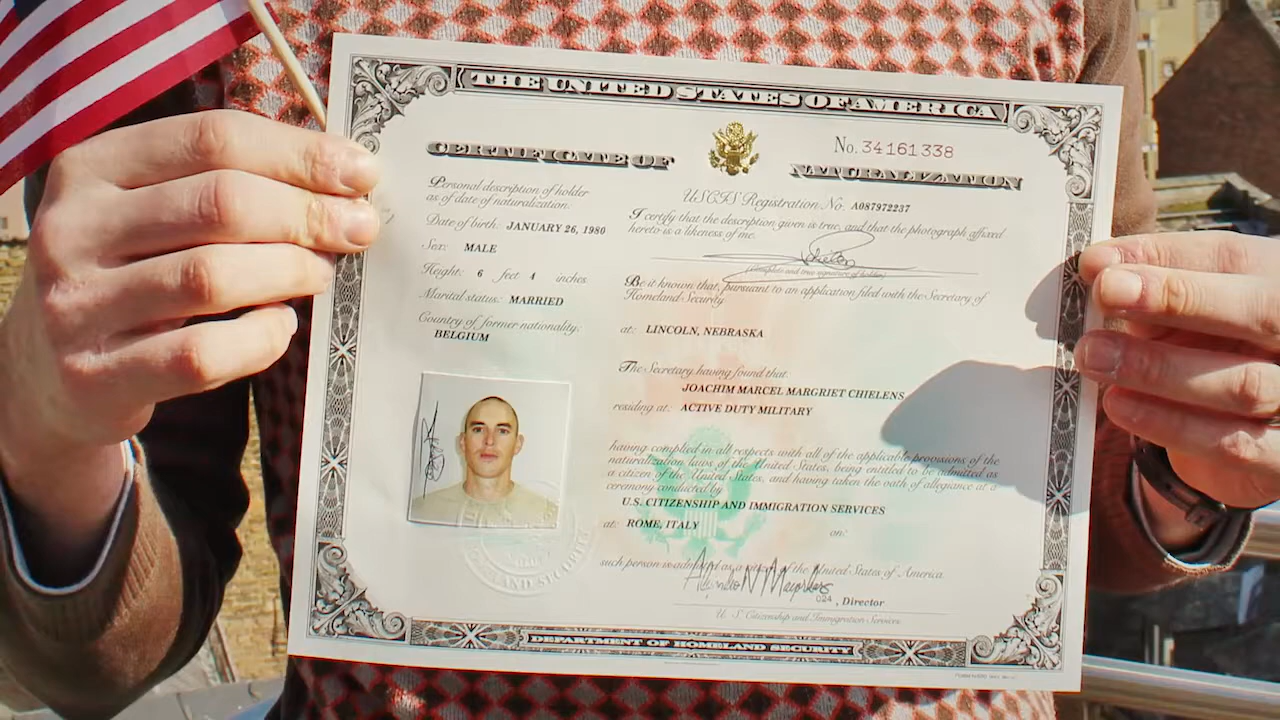 THE UNITED STATES OF AMERICA
No. 34161338
CERTIFICATE OF
NATURALIZATION
Personal description of holder
as of date of naturalization:
Date of birth: JANUARY 26, 1980
Sex: MALE
Height: 6 feet 4 inches
Marital status: MARRIED
Country of former nationality:
BELGIUM
USCIS Registration No. A087972237
I certify that the description given is true, and that the photograph affixed
hereto is a likeness of me.
(Complete and true signature of holder)
Be it known that, pursuant to an application filed with the Secretary of
Homeland Security
at: LINCOLN, NEBRASKA
The Secretary having found that:
JOACHIM MARCEL MARGRIET CHIELENS
residing at: ACTIVE DUTY MILITARY
having complied in all respects with all of the applicable provisions of the
naturalization laws of the United States, being entitled to be admitted as
a citizen of the United States, and having taken the oath of allegiance at a
ceremony conducted by
U.S. CITIZENSHIP AND IMMIGRATION SERVICES
at: ROME, ITALY
on:
such person is admitted as a citizen of the United States of America
024, Director
U. S. Citizenship and Immigration Services
DEPARTMENT OF HOMELAND SECURITY